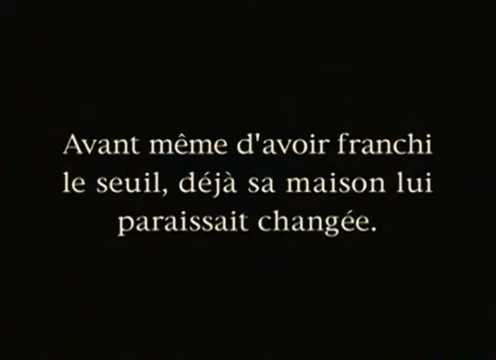 Avant même d'avoir franchi
le seuil, déjà sa maison lui
paraissait changée.